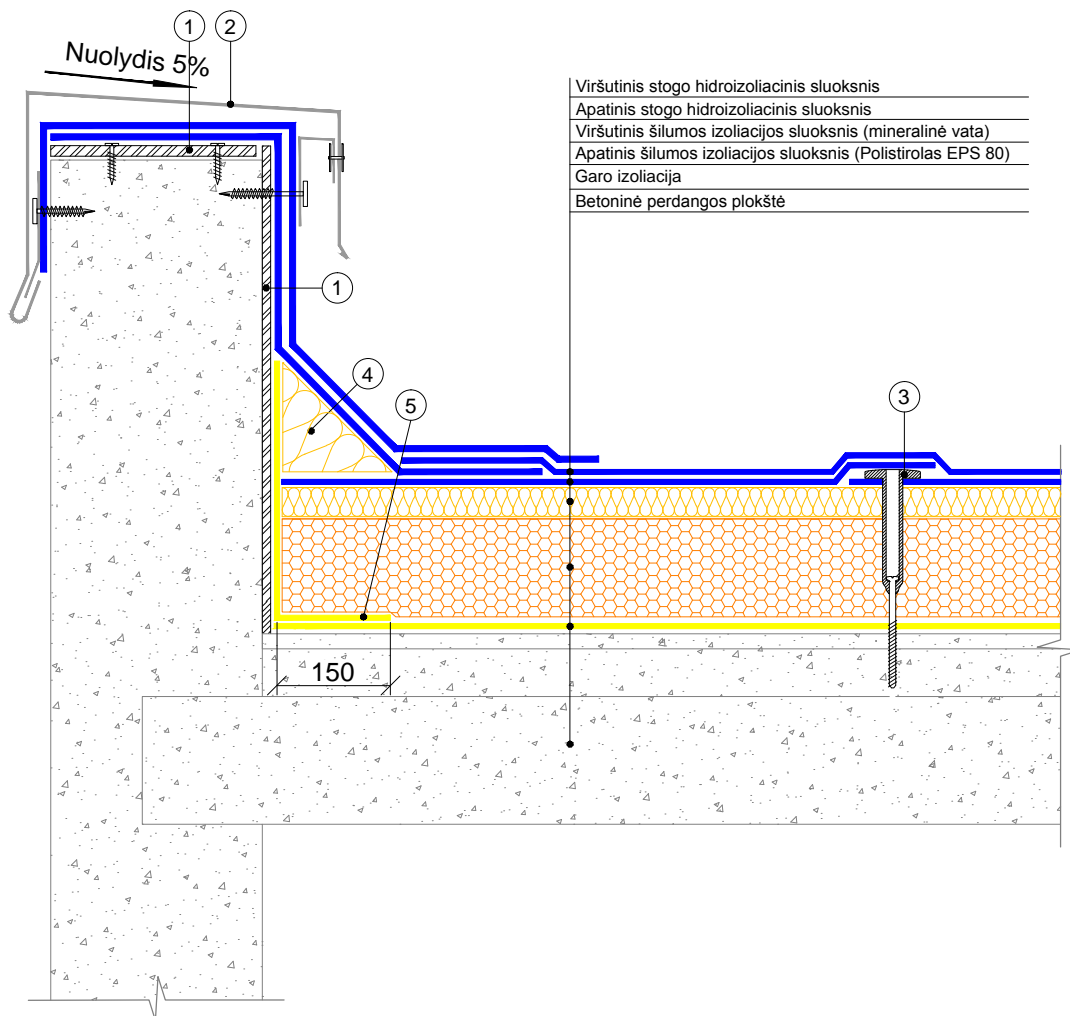 1
2
Nuolydis 5%
Viršutinis stogo hidroizoliacinis sluoksnis
Apatinis stogo hidroizoliacinis sluoksnis
Viršutinis šilumos izoliacijos sluoksnis (mineralinė vata)
Apatinis šilumos izoliacijos sluoksnis (Polistirolas EPS 80)
Garo izoliacija
Betoninė perdangos plokštė
1
4
5
3
150